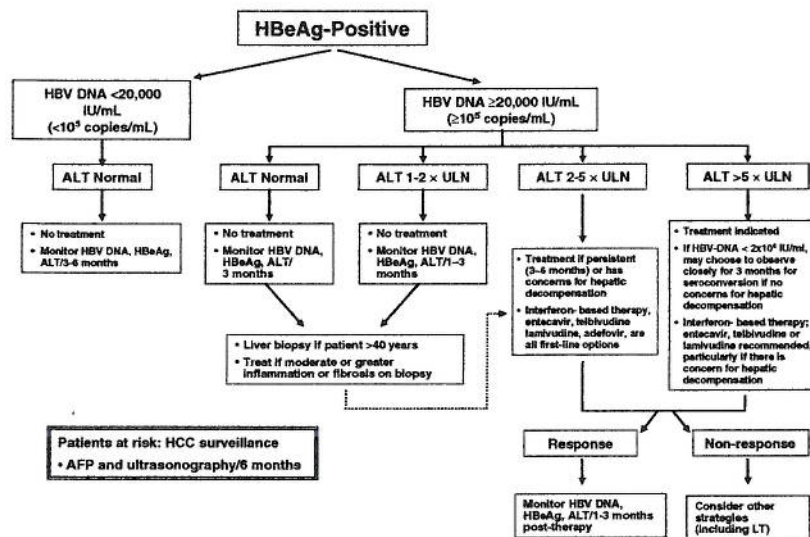 HBeAg-Positive
HBV DNA <20,000
IU/mL
(<10⁵ copies/mL)
HBV DNA ≥20,000 IU/mL
(≥10⁵ copies/mL)
ALT Normal
ALT Normal
ALT 1-2 × ULN
ALT 2-5 × ULN
ALT >5 × ULN
• No treatment
• Monitor HBV DNA, HBeAg,
ALT/3-6 months
• No treatment
• Monitor HBV DNA,
HBeAg, ALT/
3 months
• No treatment
• Monitor HBV DNA,
HBeAg, ALT/1–3
months
• Treatment if persistent
(3–6 months) or has
concerns for hepatic
decompensation
• Interferon- based therapy,
entecavir, telbivudine
lamivudine, adefovir, are
all first-line options
• Treatment indicated
• If HBV-DNA < 2x10⁶ IU/ml,
may choose to observe
closely for 3 months for
seroconversion if no
concerns for hepatic
decompensation
• Interferon- based therapy;
entecavir, telbivudine or
lamivudine recommended,
particularly if there is
concern for hepatic
decompensation
• Liver biopsy if patient >40 years
• Treat if moderate or greater
inflammation or fibrosis on biopsy
Patients at risk: HCC surveillance
• AFP and ultrasonography/6 months
Response
Non-response
Monitor HBV DNA,
HBeAg, ALT/1-3 months
post-therapy
Consider other
strategies
(including LT)